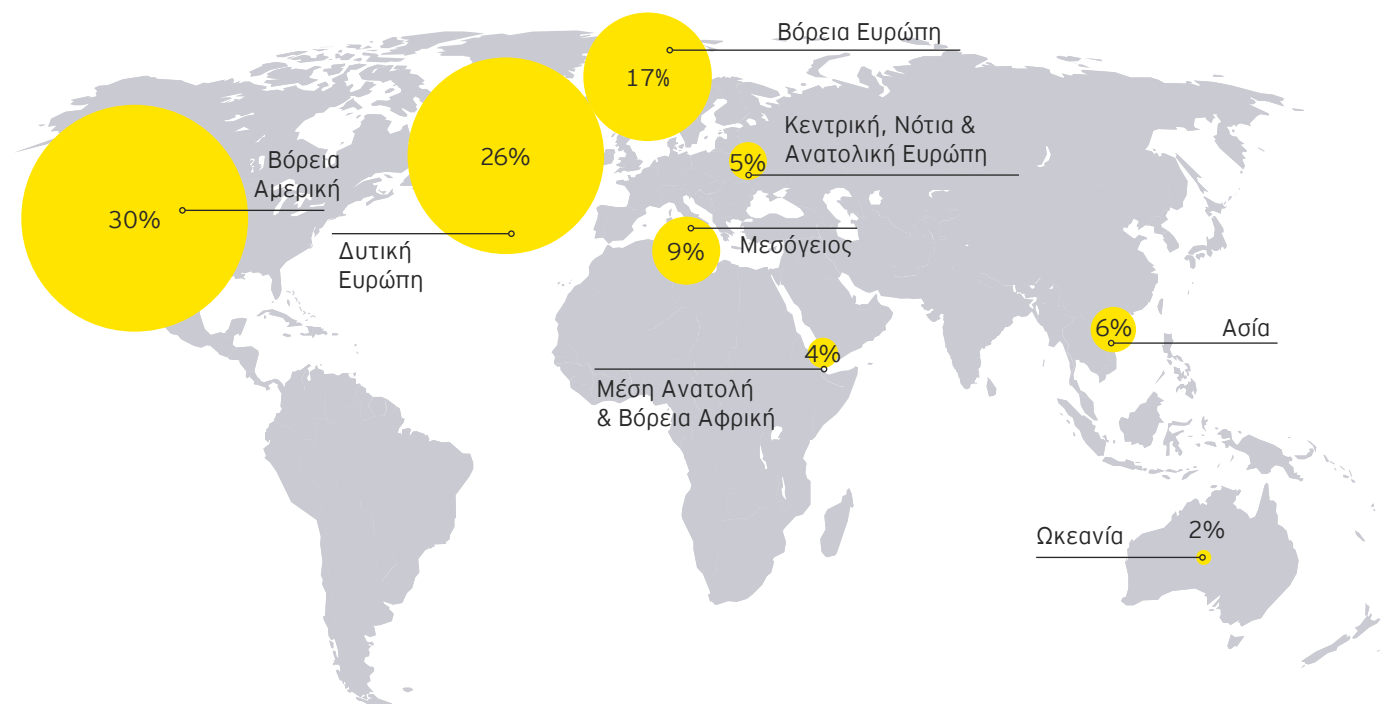 Βόρεια Ευρώπη
17%
Κεντρική, Νότια &
Ανατολική Ευρώπη
5%
26%
Βόρεια
Αμερική
30%
Δυτική
Ευρώπη
Μεσόγειος
9%
6%
Ασία
4%
Μέση Ανατολή
& Βόρεια Αφρική
2%
Ωκεανία